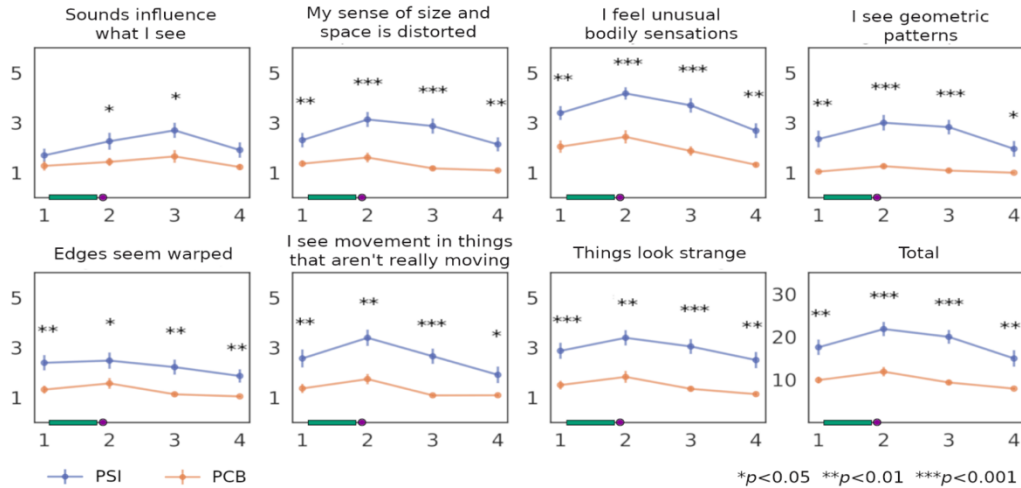 Sounds influence
what I see
My sense of size and
space is distorted
I feel unusual
bodily sensations
I see geometric
patterns
5
3
1
* *
1 2 3 4
5
3
1
** *** *** **
1 2 3 4
5
3
1
** *** *** **
1 2 3 4
5
3
1
** *** *** *
1 2 3 4
Edges seem warped
I see movement in things
that aren't really moving
Things look strange
Total
5
3
1
** * ** **
1 2 3 4
5
3
1
** ** *** *
1 2 3 4
5
3
1
*** ** *** **
1 2 3 4
30
20
10
** *** *** **
1 2 3 4
PSI PCB
*p<0.05 **p<0.01 ***p<0.001